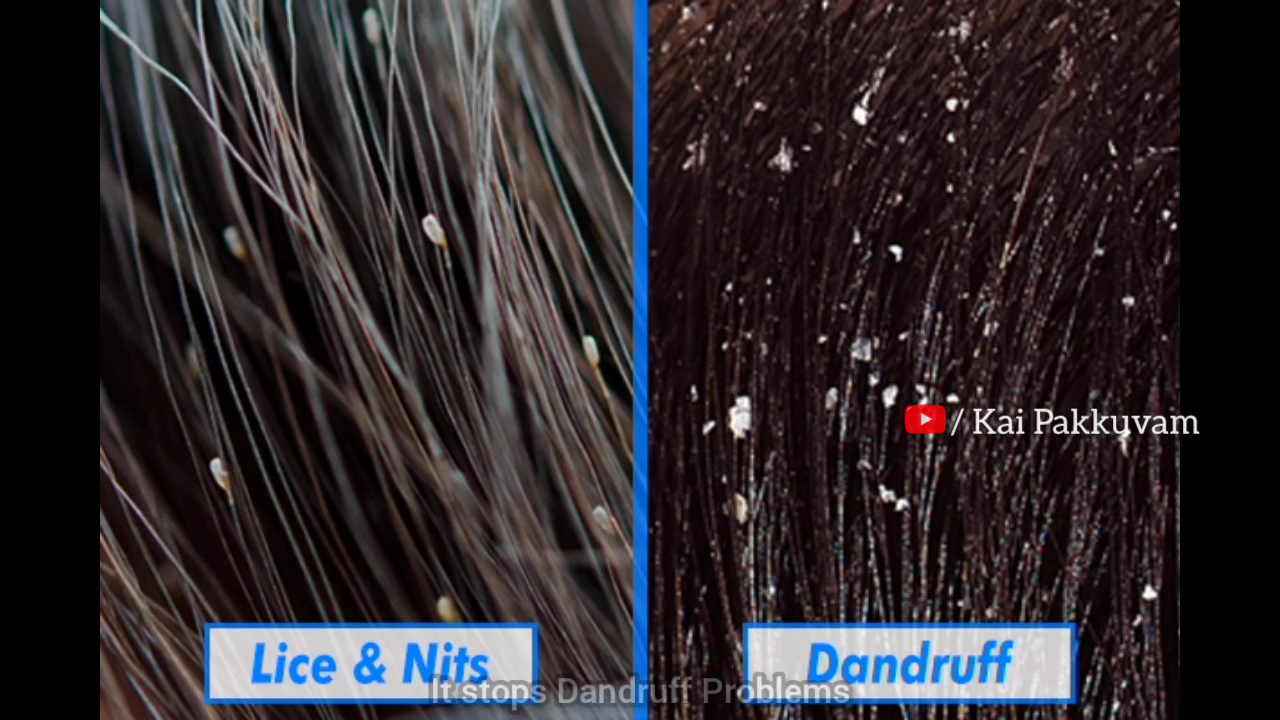 / Kai Pakkuvam
Lice & Nits
Dandruff
It stops Dandruff Problems